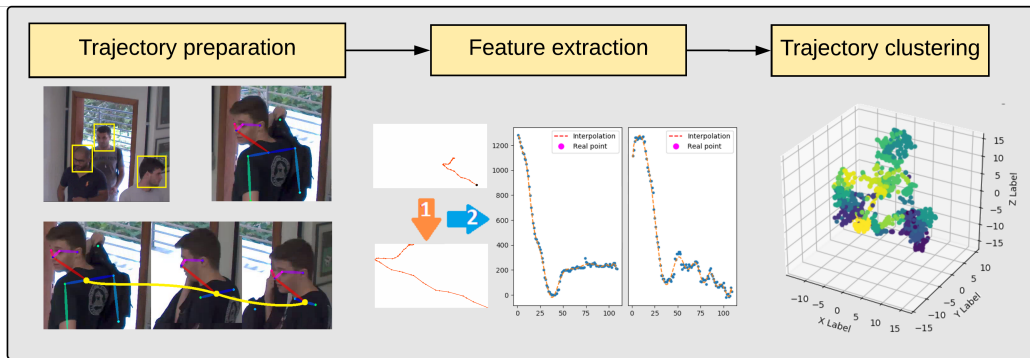 Trajectory preparation
Feature extraction
Trajectory clustering
1
2
Interpolation
Real point
1200
1000
800
600
400
200
0
0 25 50 75 100
Interpolation
Real point
0 25 50 75 100
15
10
5
0
−5
−10
−15
Z Label
−10 −5 0 5 10 15
X Label
−15
−10
−5
0
5
10
Y Label